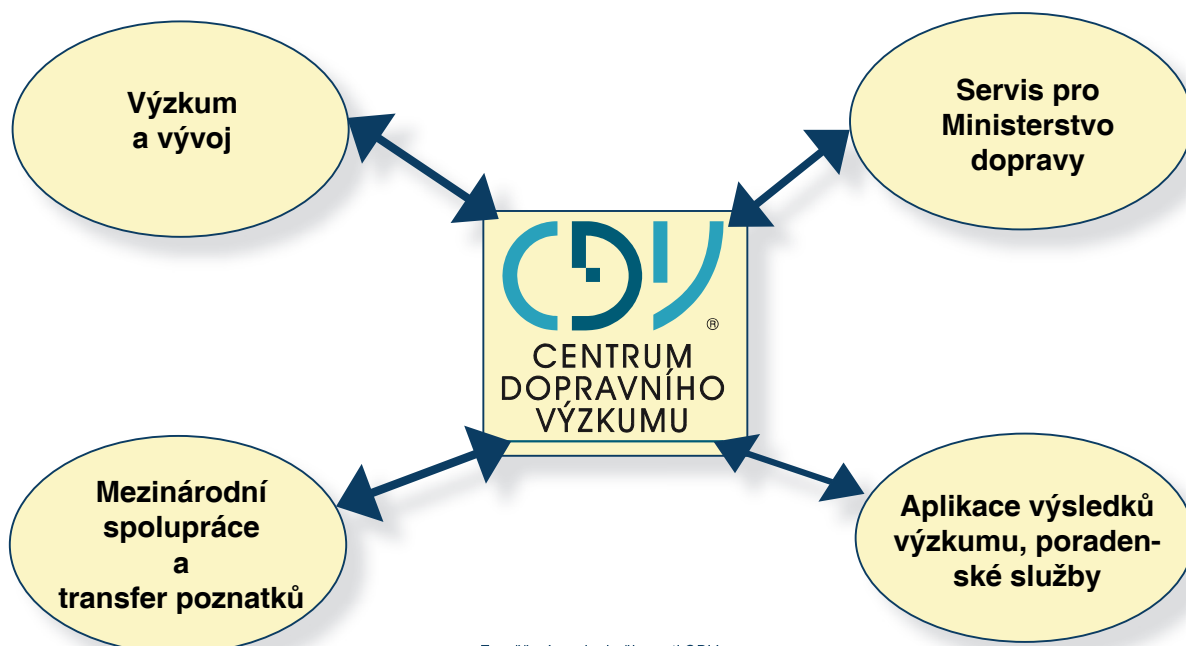 Výzkum
a vývoj
Servis pro
Ministerstvo
dopravy
CDV
®
CENTRUM
DOPRAVNÍHO
VÝZKUMU
Mezinárodní
spolupráce
a
transfer poznatků
Aplikace výsledků
výzkumu, poraden-
ské služby